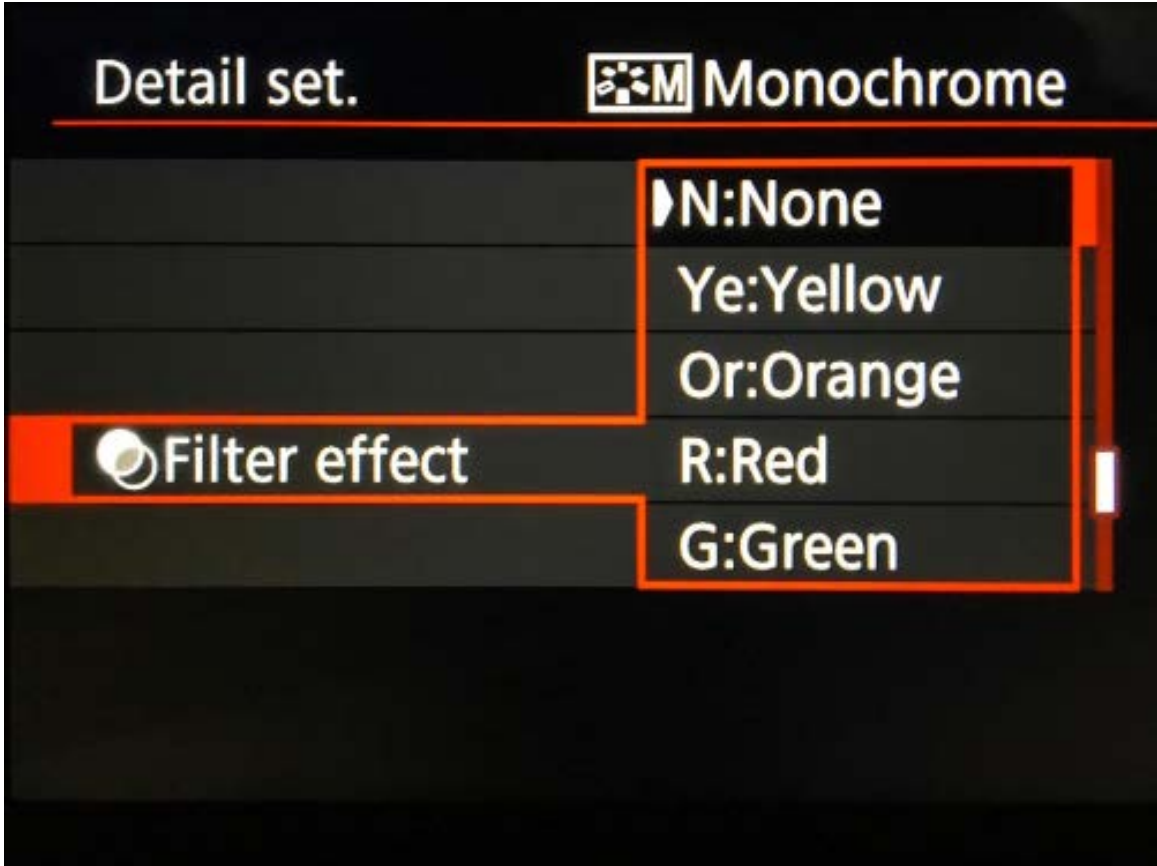 Detail set. M Monochrome
N:None
Ye:Yellow
Or:Orange
Filter effect R:Red
G:Green